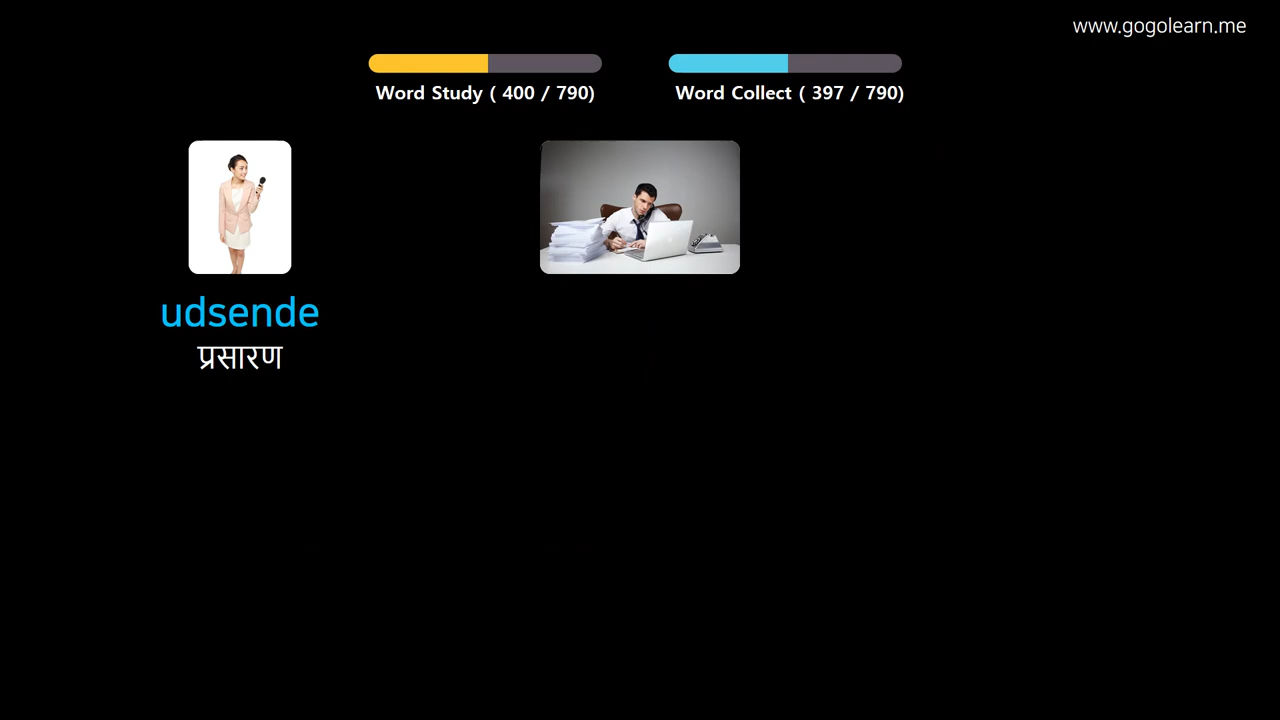 www.gogolearn.me
Word Study ( 400 / 790)
Word Collect ( 397 / 790)
udsende
प्रसारण